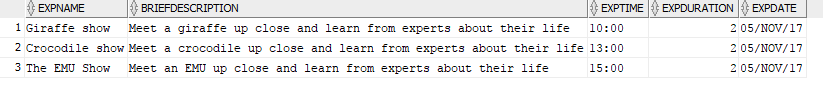 EXPNAME BRIEFDESCRIPTION EXPTIME EXPDURATION EXPDATE
1 Giraffe show Meet a giraffe up close and learn from experts about their life 10:00 2 05/NOV/17
2 Crocodile show Meet a crocodile up close and learn from experts about their life 13:00 2 05/NOV/17
3 The EMU Show Meet an EMU up close and learn from experts about their life 15:00 2 05/NOV/17